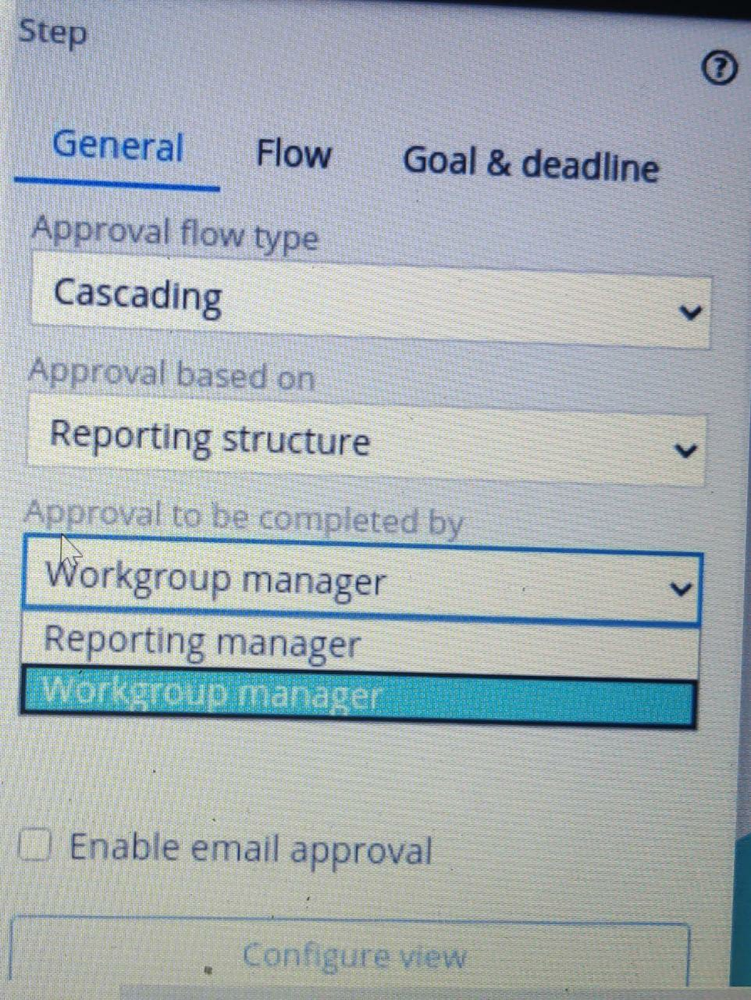 Step
?
General Flow Goal & deadline
Approval flow type
Cascading
Approval based on
Reporting structure
Approval to be completed by
Workgroup manager
Reporting manager
Workgroup manager
Enable email approval
Configure view